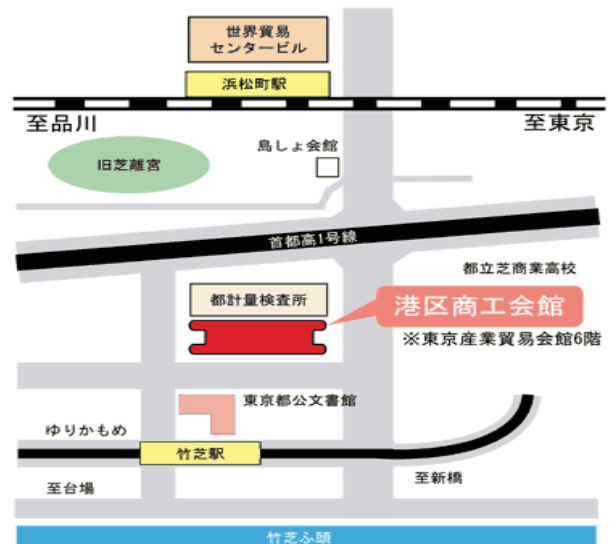 世界貿易
センタービル
浜松町駅
至品川
至東京
島しょ会館
旧芝離宮
首都高1号線
都立芝商業高校
都計量検査所
港区商工会館
※東京産業貿易会館6階
東京都公文書館
ゆりかもめ
竹芝駅
至新橋
至台場
竹芝ふ頭